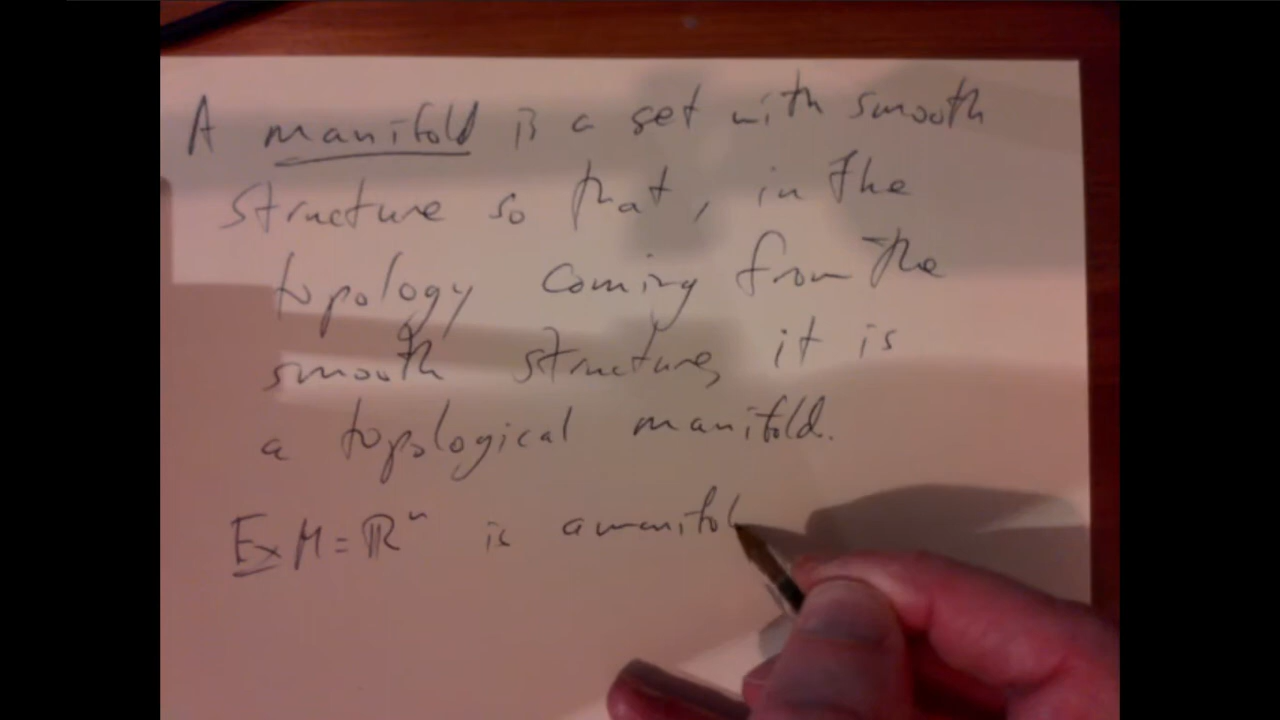 A manifold is a set with smooth
structure so that, in the
topology coming from the
smooth structure, it is
a topological manifold.
Ex M = ℝⁿ is a manifol